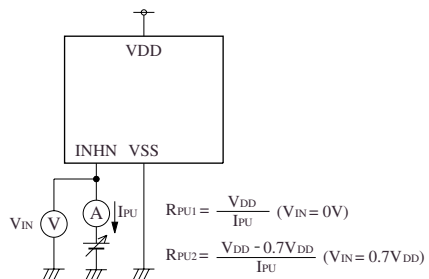 VDD
INHN VSS
VIN V A IPU
RPU1 = VDD / IPU (VIN = 0V)
RPU2 = VDD - 0.7VDD / IPU (VIN = 0.7VDD)